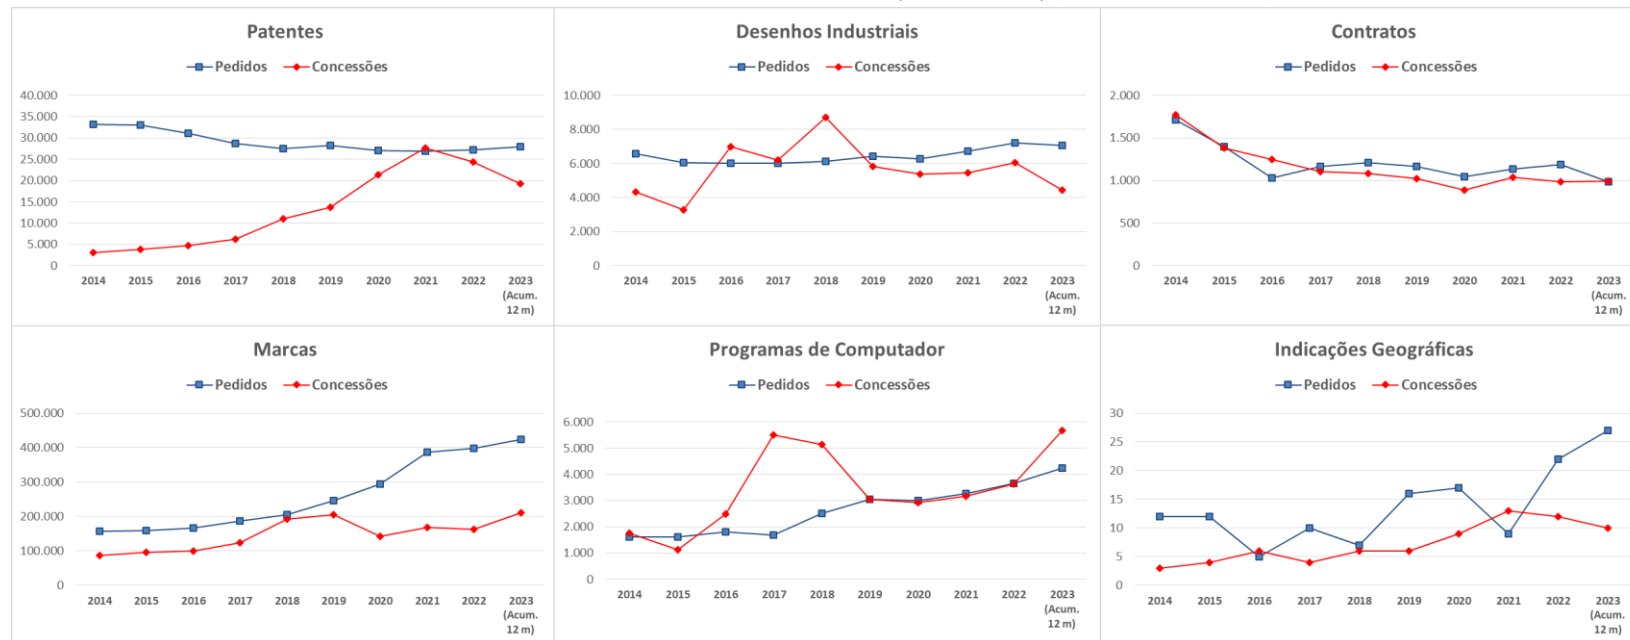 Patentes
Pedidos Concessões
40.000
35.000
30.000
25.000
20.000
15.000
10.000
5.000
0
2014 2015 2016 2017 2018 2019 2020 2021 2022 2023
(Acum.
12 m)
Desenhos Industriais
Pedidos Concessões
10.000
8.000
6.000
4.000
2.000
0
2014 2015 2016 2017 2018 2019 2020 2021 2022 2023
(Acum.
12 m)
Contratos
Pedidos Concessões
2.000
1.500
1.000
500
0
2014 2015 2016 2017 2018 2019 2020 2021 2022 2023
(Acum.
12 m)
Marcas
Pedidos Concessões
500.000
400.000
300.000
200.000
100.000
0
2014 2015 2016 2017 2018 2019 2020 2021 2022 2023
(Acum.
12 m)
Programas de Computador
Pedidos Concessões
6.000
5.000
4.000
3.000
2.000
1.000
0
2014 2015 2016 2017 2018 2019 2020 2021 2022 2023
(Acum.
12 m)
Indicações Geográficas
Pedidos Concessões
30
25
20
15
10
5
0
2014 2015 2016 2017 2018 2019 2020 2021 2022 2023
(Acum.
12 m)